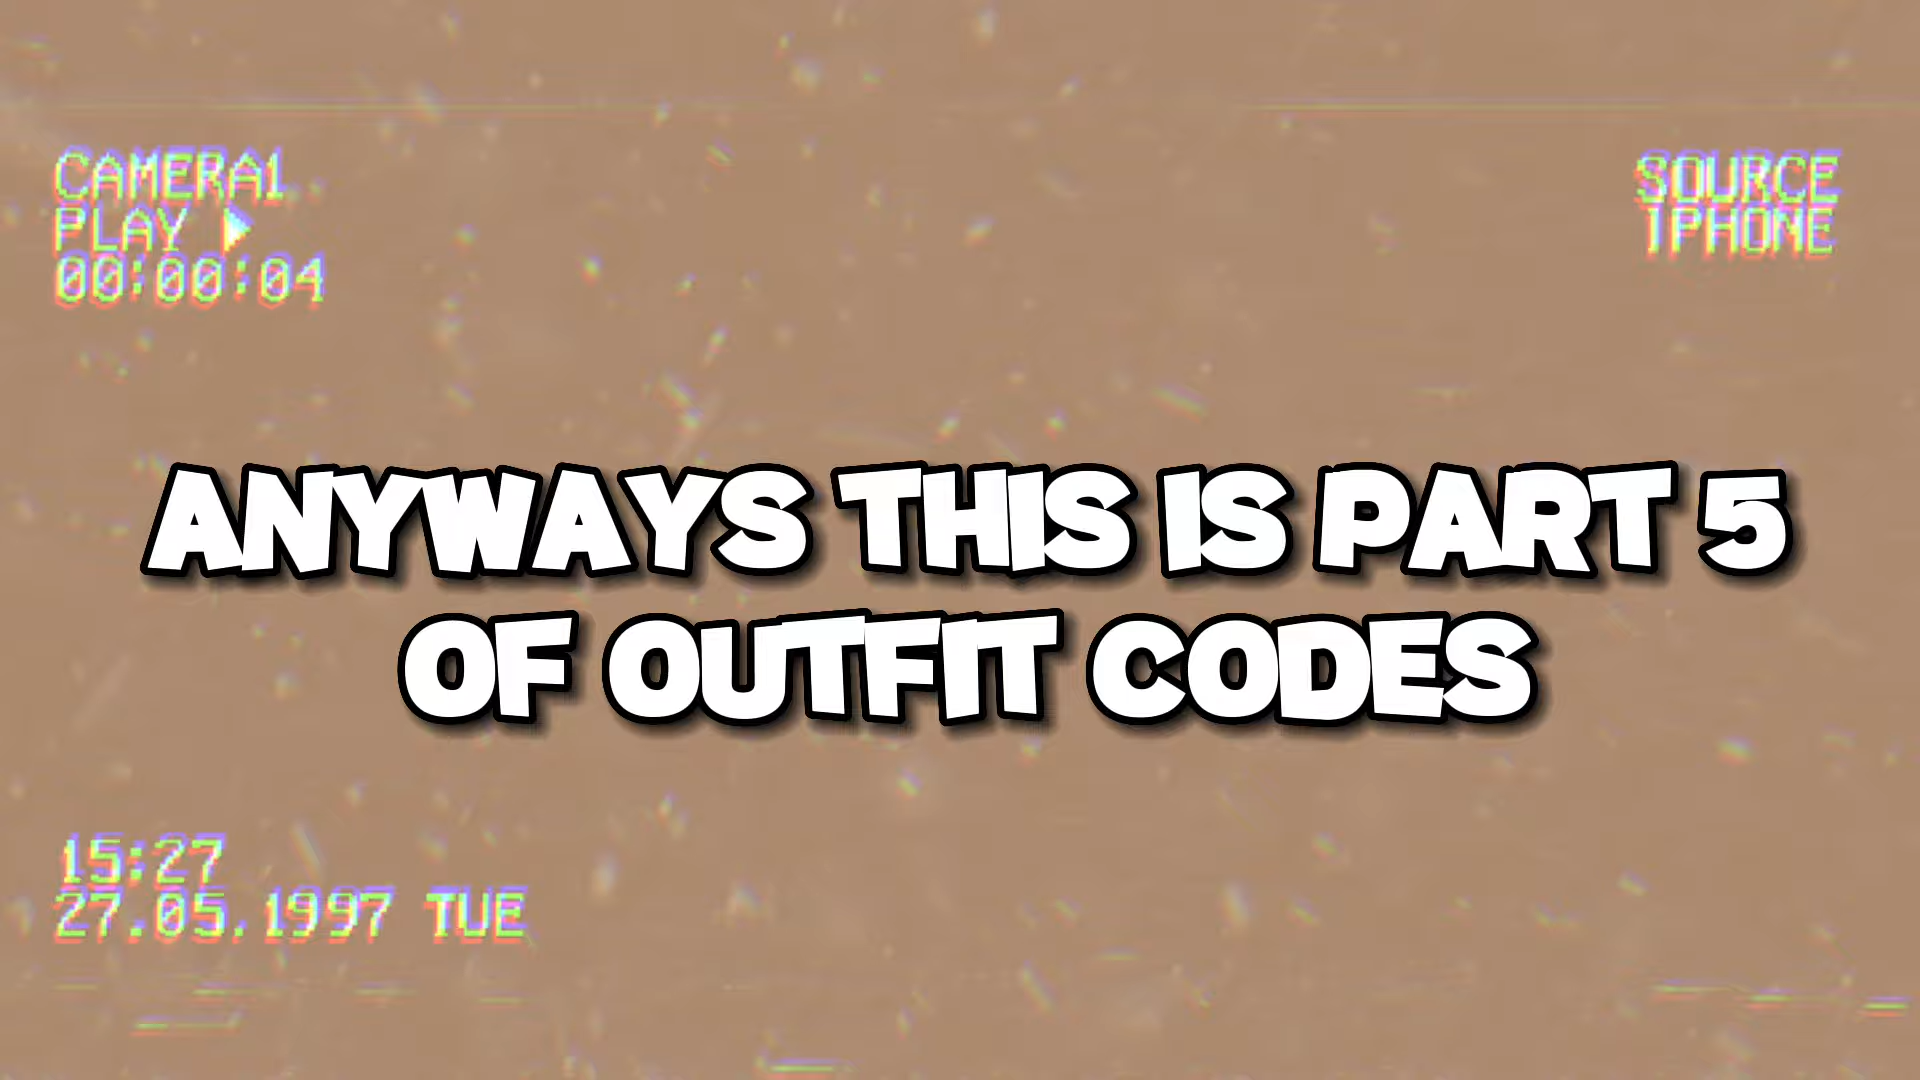 CAMERA1
PLAY ▶
00:00:04
SOURCE
IPHONE
ANYWAYS THIS IS PART 5
OF OUTFIT CODES
15:27
27.05.1997 TUE